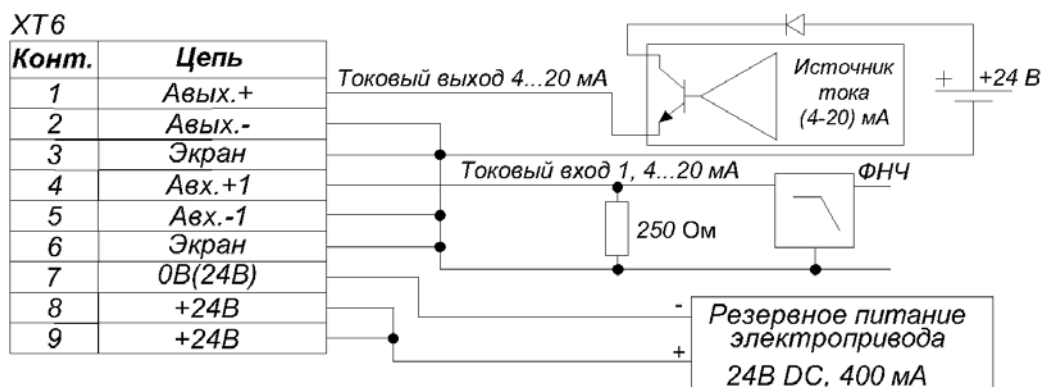 XT6
Конт. Цепь
1 Авых.+
2 Авых.-
3 Экран
4 Авх.+1
5 Авх.-1
6 Экран
7 0В(24В)
8 +24В
9 +24В
Токовый выход 4...20 мА
Источник
тока
(4-20) мА
+
+24 В
Токовый вход 1, 4...20 мА
ФНЧ
250 Ом
-
+
Резервное питание
электропривода
24В DC, 400 мА